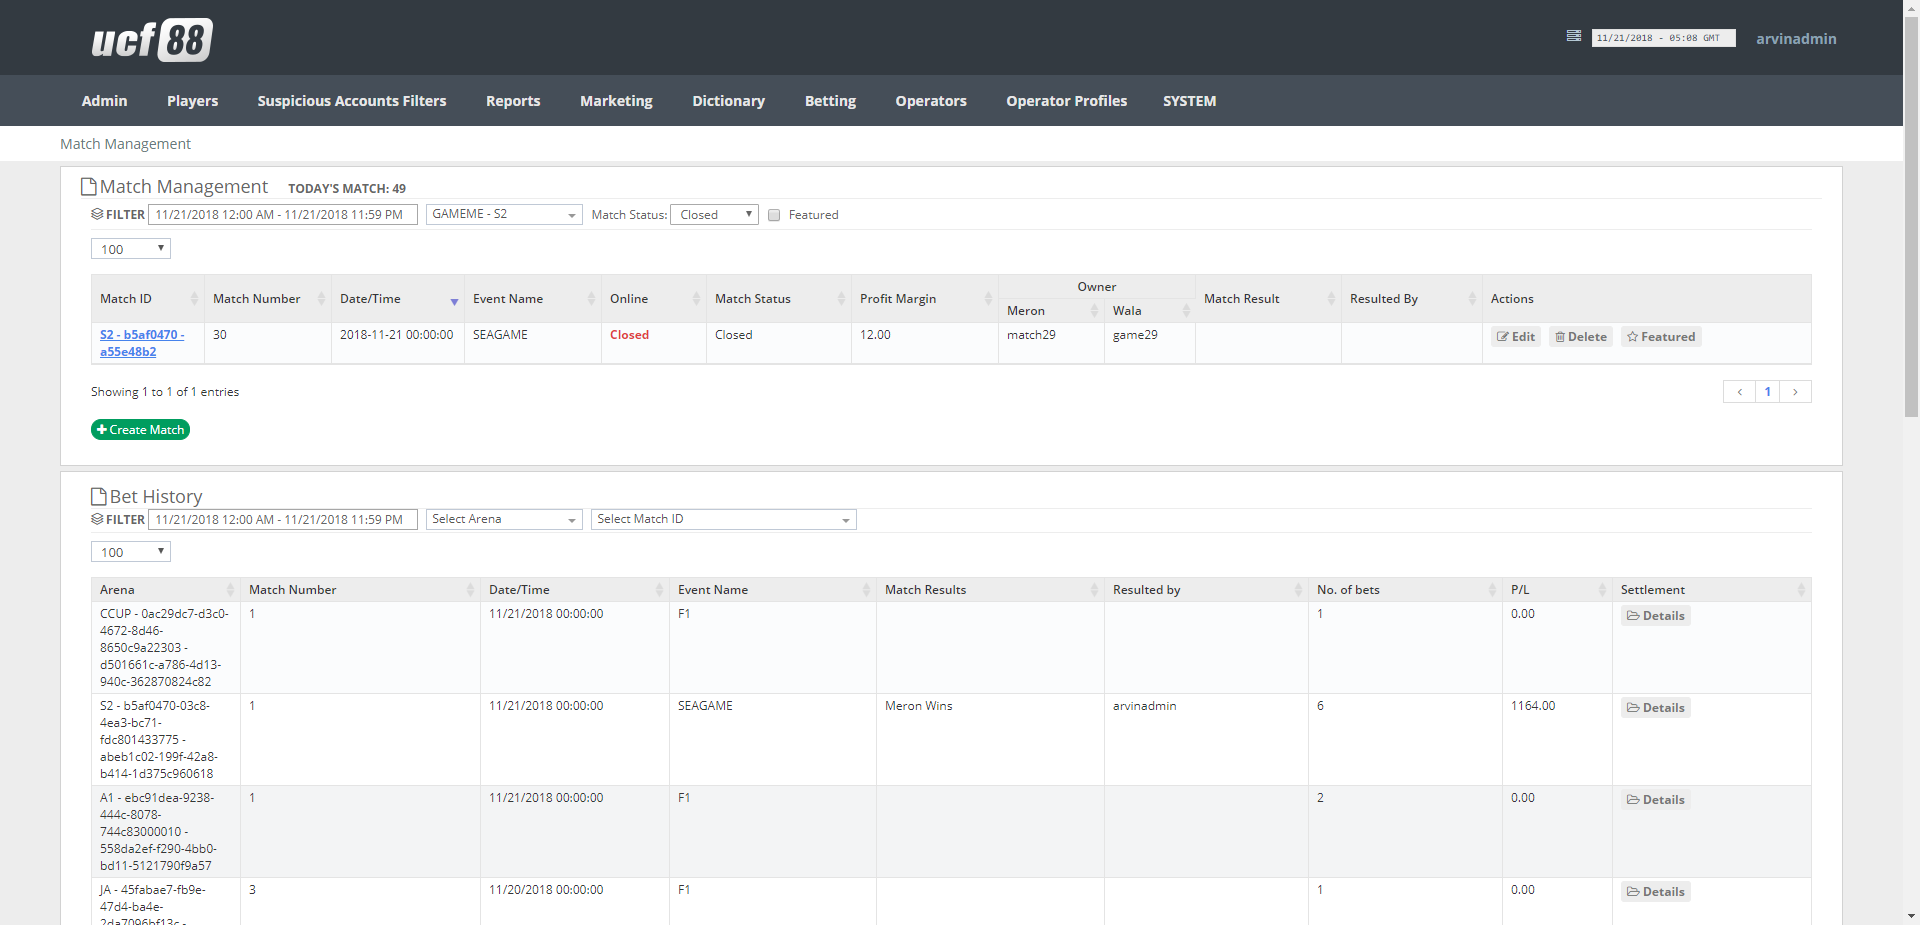 ucf 88
11/21/2018 - 05:08 GMT
arvinadmin
Admin Players Suspicious Accounts Filters Reports Marketing Dictionary Betting Operators Operator Profiles SYSTEM
Match Management
Match Management TODAY'S MATCH: 49
FILTER 11/21/2018 12:00 AM - 11/21/2018 11:59 PM GAMEME - S2 Match Status: Closed Featured
100
Owner
Match ID Match Number Date/Time Event Name Online Match Status Profit Margin Match Result Resulted By Actions
Meron Wala
S2 - b5af0470 - 30 2018-11-21 00:00:00 SEAGAME Closed Closed 12.00 match29 game29 Edit Delete Featured
a55e48b2
Showing 1 to 1 of 1 entries < 1 >
Create Match
Bet History
FILTER 11/21/2018 12:00 AM - 11/21/2018 11:59 PM Select Arena Select Match ID
100
Arena Match Number Date/Time Event Name Match Results Resulted by No. of bets P/L Settlement
CCUP - 0ac29dc7-d3c0- 1 11/21/2018 00:00:00 F1 1 0.00 Details
4672-8d46-
8650c9a22303 -
d501661c-a786-4d13-
940c-362870824c82
S2 - b5af0470-03c8- 1 11/21/2018 00:00:00 SEAGAME Meron Wins arvinadmin 6 1164.00 Details
4ea3-bc71-
fdc801433775 -
abeb1c02-199f-42a8-
b414-1d375c960618
A1 - ebc91dea-9238- 1 11/21/2018 00:00:00 F1 2 0.00 Details
444c-8078-
744c83000010 -
558da2ef-f290-4bb0-
bd11-5121790f9a57
JA - 45fabae7-fb9e- 3 11/20/2018 00:00:00 F1 1 0.00 Details
47d4-ba4e-
2da7096bf13c -